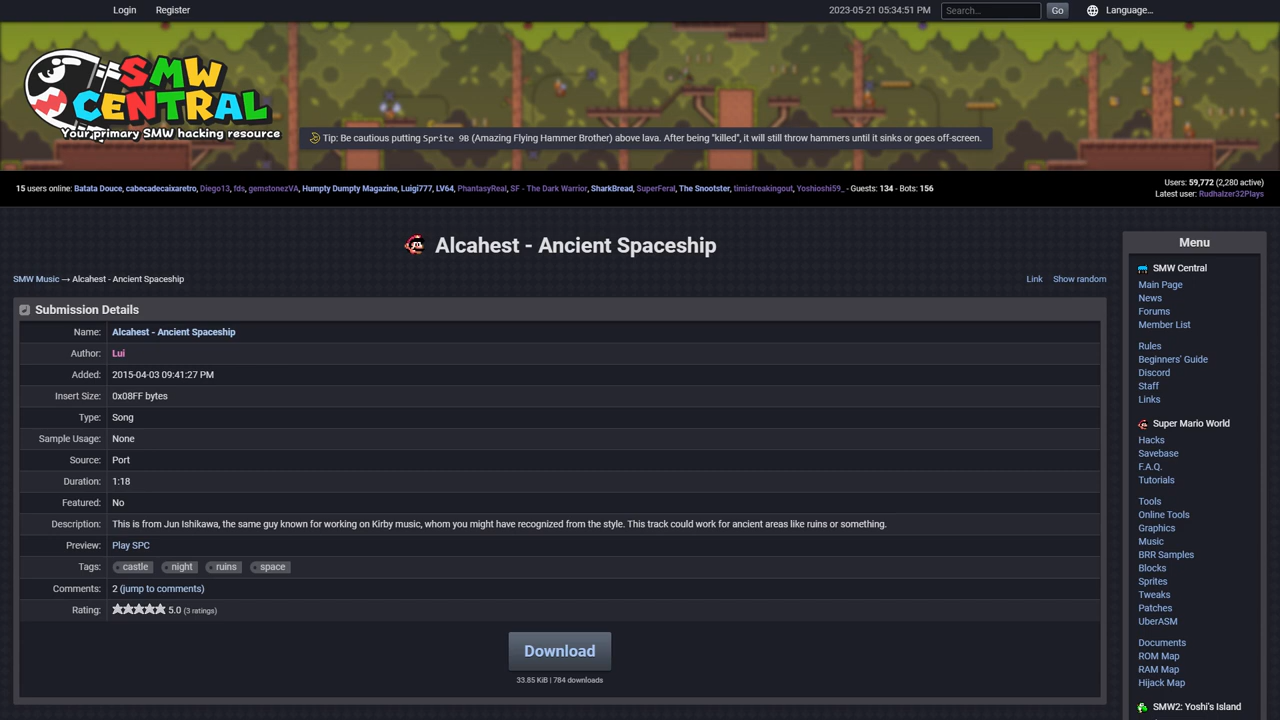 Login
Register
2023-05-21 05:34:51 PM
Search...
Go
Language...
SMW
CENTRAL
Your primary SMW hacking resource
Tip: Be cautious putting Sprite 9B (Amazing Flying Hammer Brother) above lava. After being "killed", it will still throw hammers until it sinks or goes off-screen.
15 users online: Batata Douce, cabecadecaixaretro, Diego13, fds, gemstonezVA, Humpty Dumpty Magazine, Luigi777, LV64, PhantasyReal, SF - The Dark Warrior, SharkBread, SuperFeral, The Snootster, timisfreakingout, Yoshioshi59_ - Guests: 134 - Bots: 156
Users: 59,772 (2,280 active)
Latest user: Rudhalzer32Plays
Alcahest - Ancient Spaceship
SMW Music → Alcahest - Ancient Spaceship
Link
Show random
Submission Details
Name: Alcahest - Ancient Spaceship
Author: Lui
Added: 2015-04-03 09:41:27 PM
Insert Size: 0x08FF bytes
Type: Song
Sample Usage: None
Source: Port
Duration: 1:18
Featured: No
Description: This is from Jun Ishikawa, the same guy known for working on Kirby music, whom you might have recognized from the style. This track could work for ancient areas like ruins or something.
Preview: Play SPC
Tags: castle night ruins space
Comments: 2 (jump to comments)
Rating: 5.0 (3 ratings)
Download
33.85 KiB | 784 downloads
Menu
SMW Central
Main Page
News
Forums
Member List
Rules
Beginners' Guide
Discord
Staff
Links
Super Mario World
Hacks
Savebase
F.A.Q.
Tutorials
Tools
Online Tools
Graphics
Music
BRR Samples
Blocks
Sprites
Tweaks
Patches
UberASM
Documents
ROM Map
RAM Map
Hijack Map
SMW2: Yoshi's Island